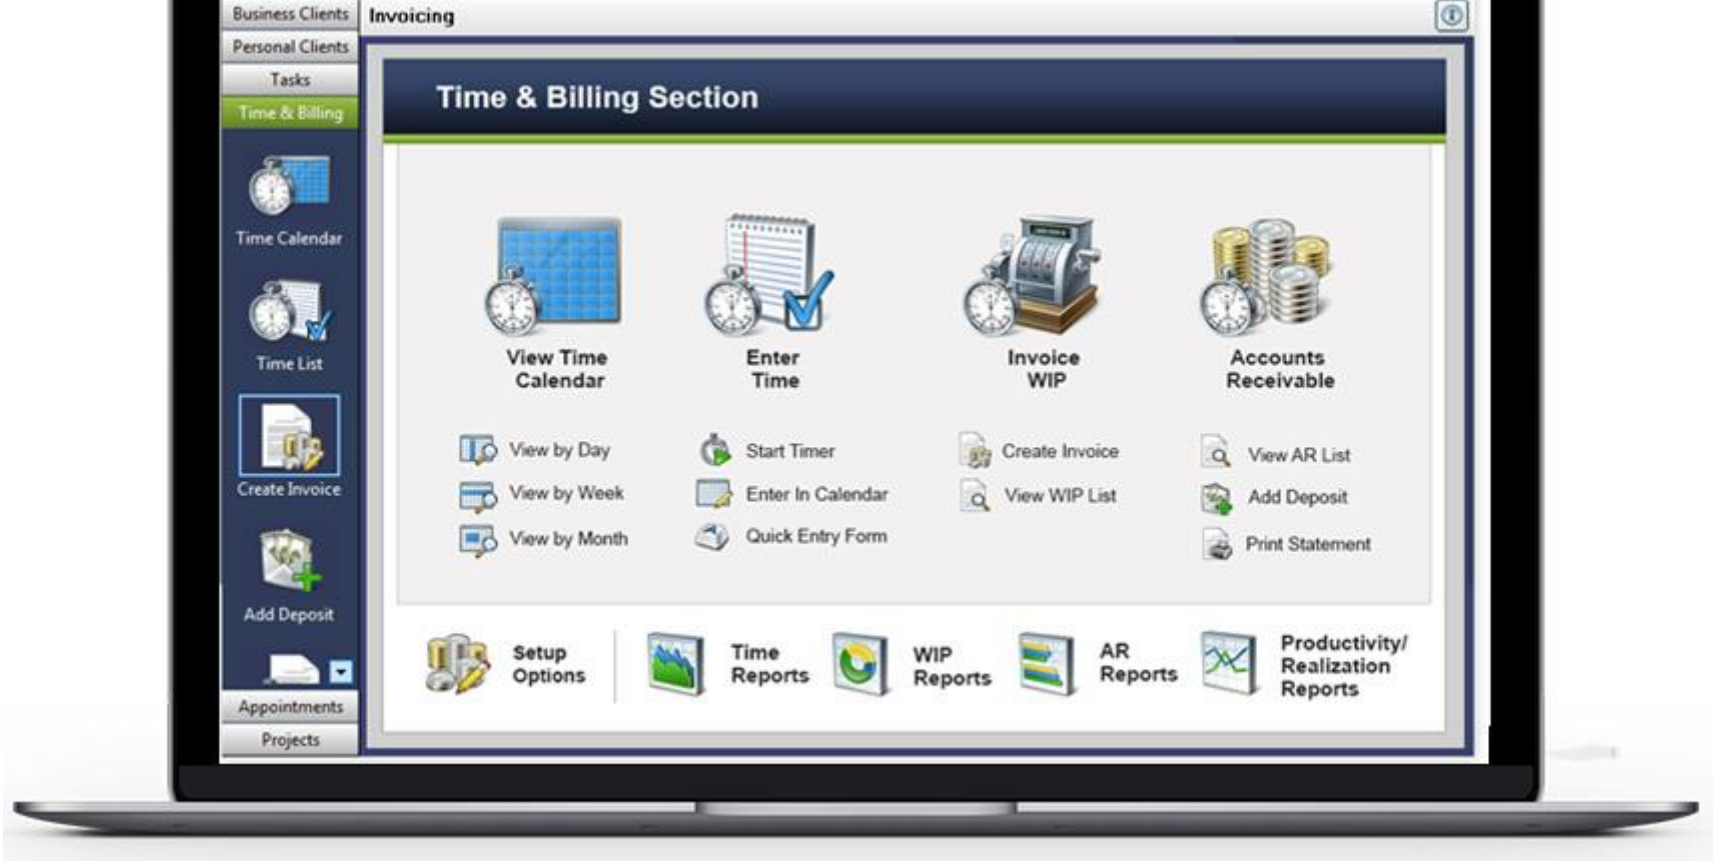 Business Clients
Invoicing
Personal Clients
Tasks
Time & Billing
Time Calendar
Time List
Create Invoice
Add Deposit
Appointments
Projects
Time & Billing Section
View Time
Calendar
Enter
Time
Invoice
WIP
Accounts
Receivable
View by Day
View by Week
View by Month
Start Timer
Enter In Calendar
Quick Entry Form
Create Invoice
View WIP List
View AR List
Add Deposit
Print Statement
Setup
Options
Time
Reports
WIP
Reports
AR
Reports
Productivity/
Realization
Reports